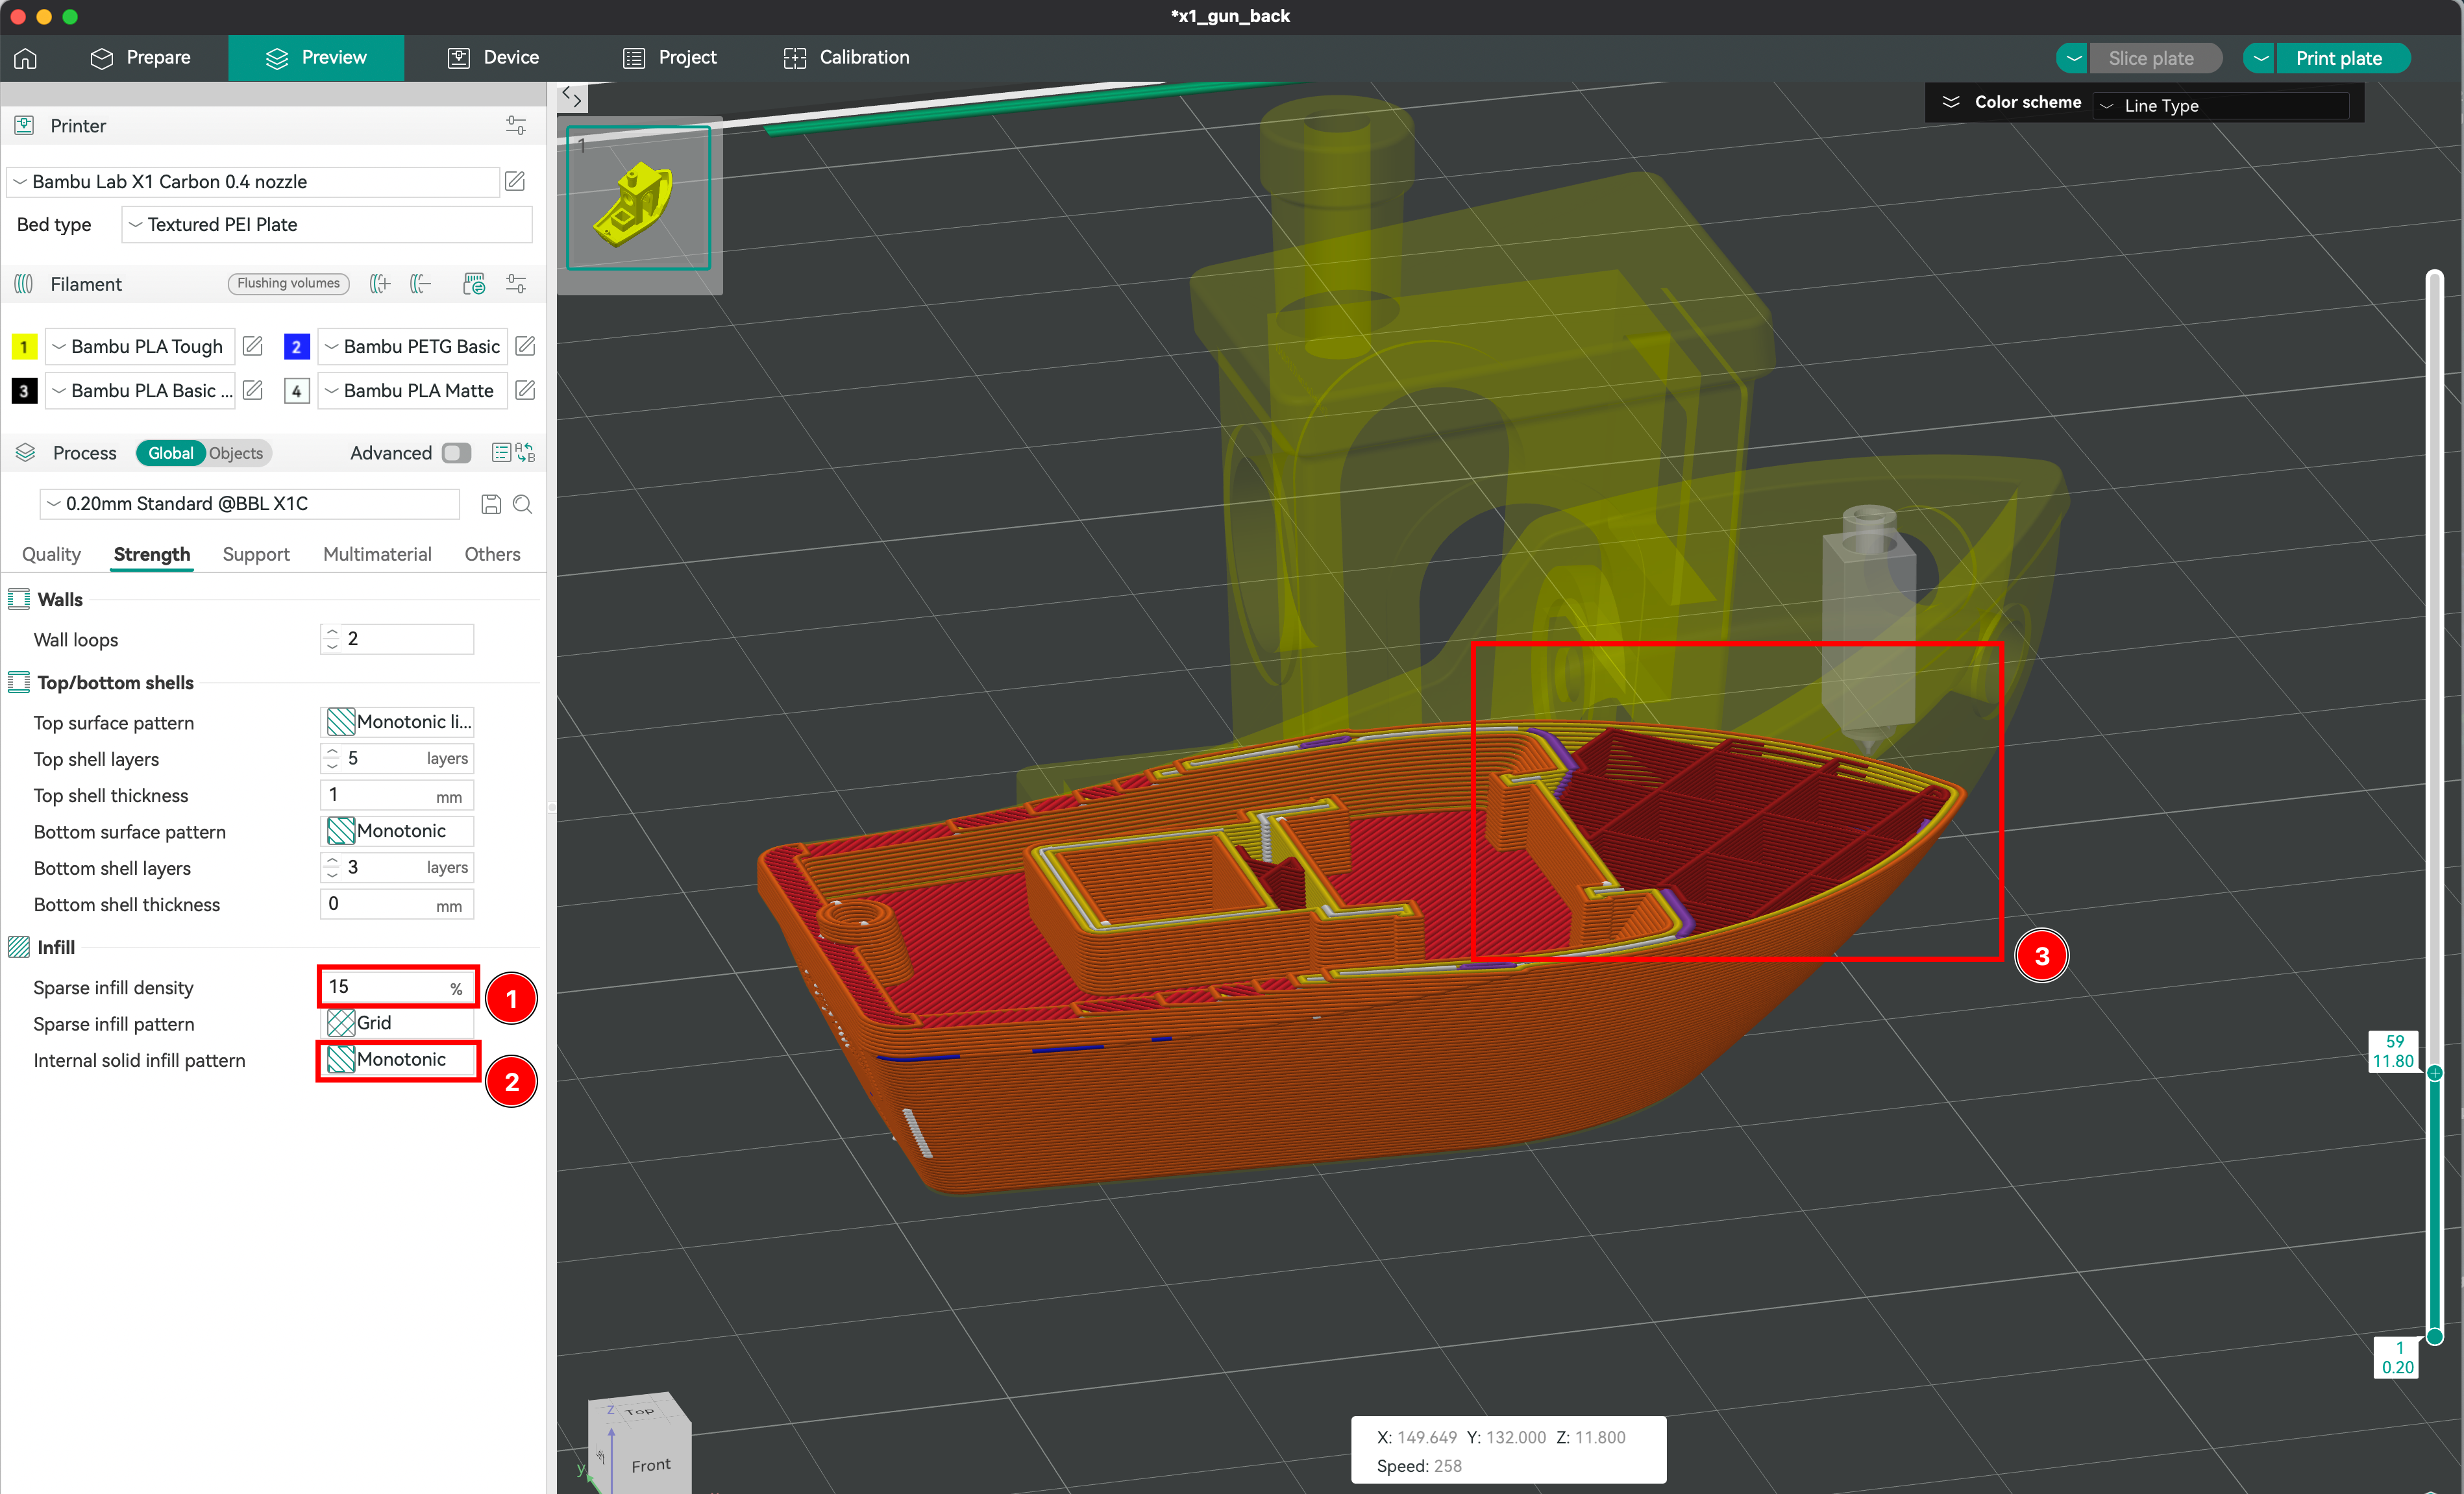 *x1_gun_back
Prepare
Preview
Device
Project
Calibration
Slice plate
Print plate
Color scheme
Line Type
Printer
Bambu Lab X1 Carbon 0.4 nozzle
Bed type
Textured PEI Plate
Filament
Flushing volumes
1 Bambu PLA Tough
2 Bambu PETG Basic
3 Bambu PLA Basic ...
4 Bambu PLA Matte
Process
Global
Objects
Advanced
A
B
0.20mm Standard @BBL X1C
Quality
Strength
Support
Multimaterial
Others
Walls
Wall loops 2
Top/bottom shells
Top surface pattern Monotonic li...
Top shell layers 5 layers
Top shell thickness 1 mm
Bottom surface pattern Monotonic
Bottom shell layers 3 layers
Bottom shell thickness 0 mm
Infill
Sparse infill density 15 %
1
Sparse infill pattern Grid
Internal solid infill pattern Monotonic
2
1
3
59
11.80
1
0.20
Z
Top
Front
y
X: 149.649 Y: 132.000 Z: 11.800
Speed: 258